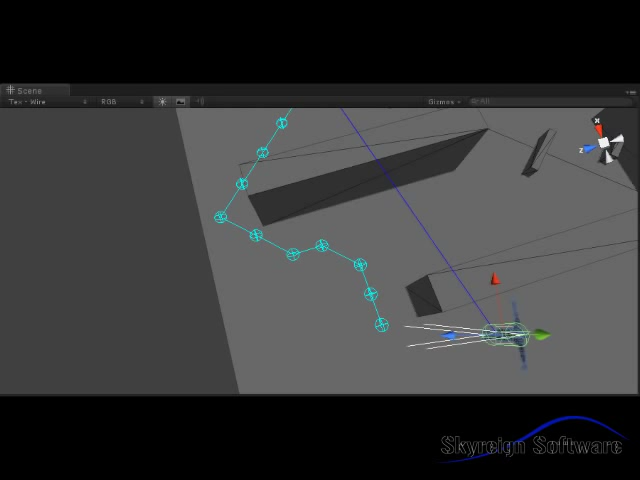 Scene
Tex - Wire
RGB
Gizmos
All
x
z
Skyreign Software